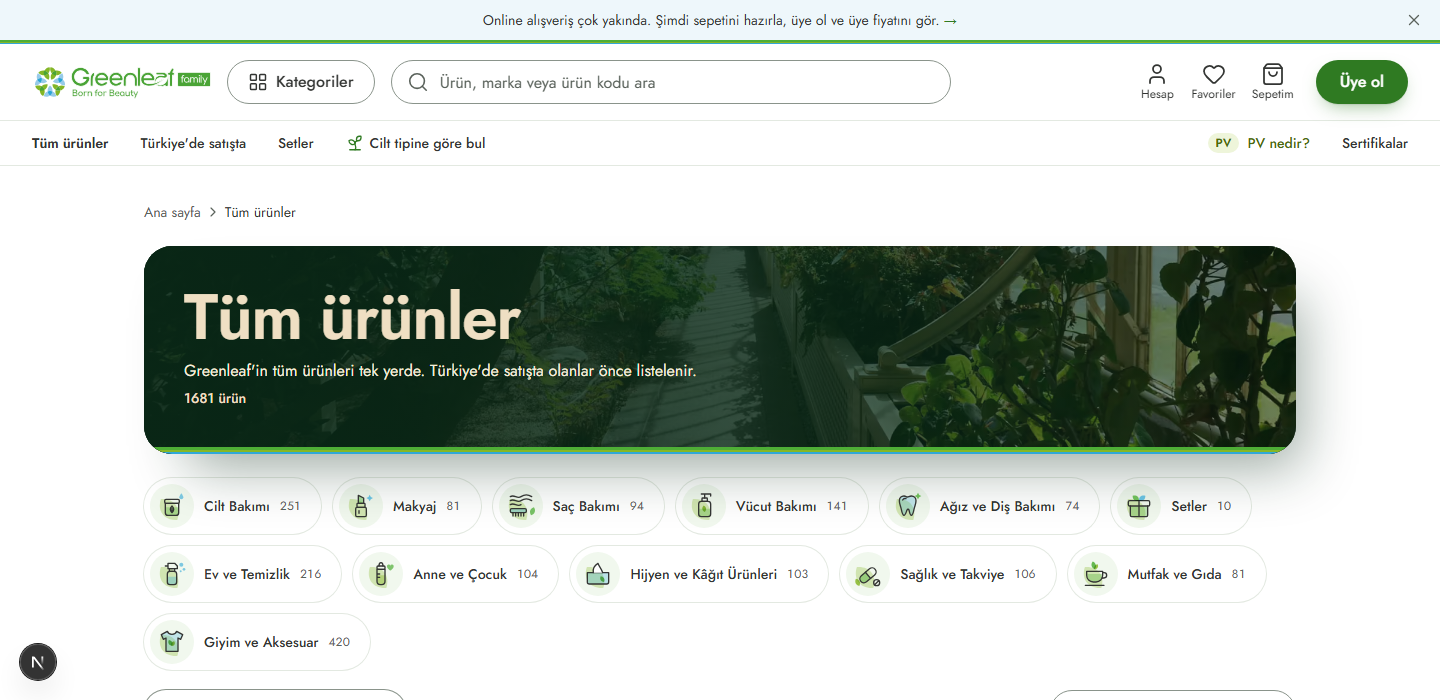 Online alışveriş çok yakında. Şimdi sepetini hazırla, üye ol ve üye fiyatını gör. →
Greenleaf family
Born for Beauty
Kategoriler
Ürün, marka veya ürün kodu ara
Hesap
Favoriler
Sepetim
Üye ol
Tüm ürünler
Türkiye'de satışta
Setler
Cilt tipine göre bul
PV
PV nedir?
Sertifikalar
Ana sayfa
Tüm ürünler
Tüm ürünler
Greenleaf'in tüm ürünleri tek yerde. Türkiye'de satışta olanlar önce listelenir.
1681 ürün
Cilt Bakımı 251
Makyaj 81
Saç Bakımı 94
Vücut Bakımı 141
Ağız ve Diş Bakımı 74
Setler 10
Ev ve Temizlik 216
Anne ve Çocuk 104
Hijyen ve Kâğıt Ürünleri 103
Sağlık ve Takviye 106
Mutfak ve Gıda 81
Giyim ve Aksesuar 420
N